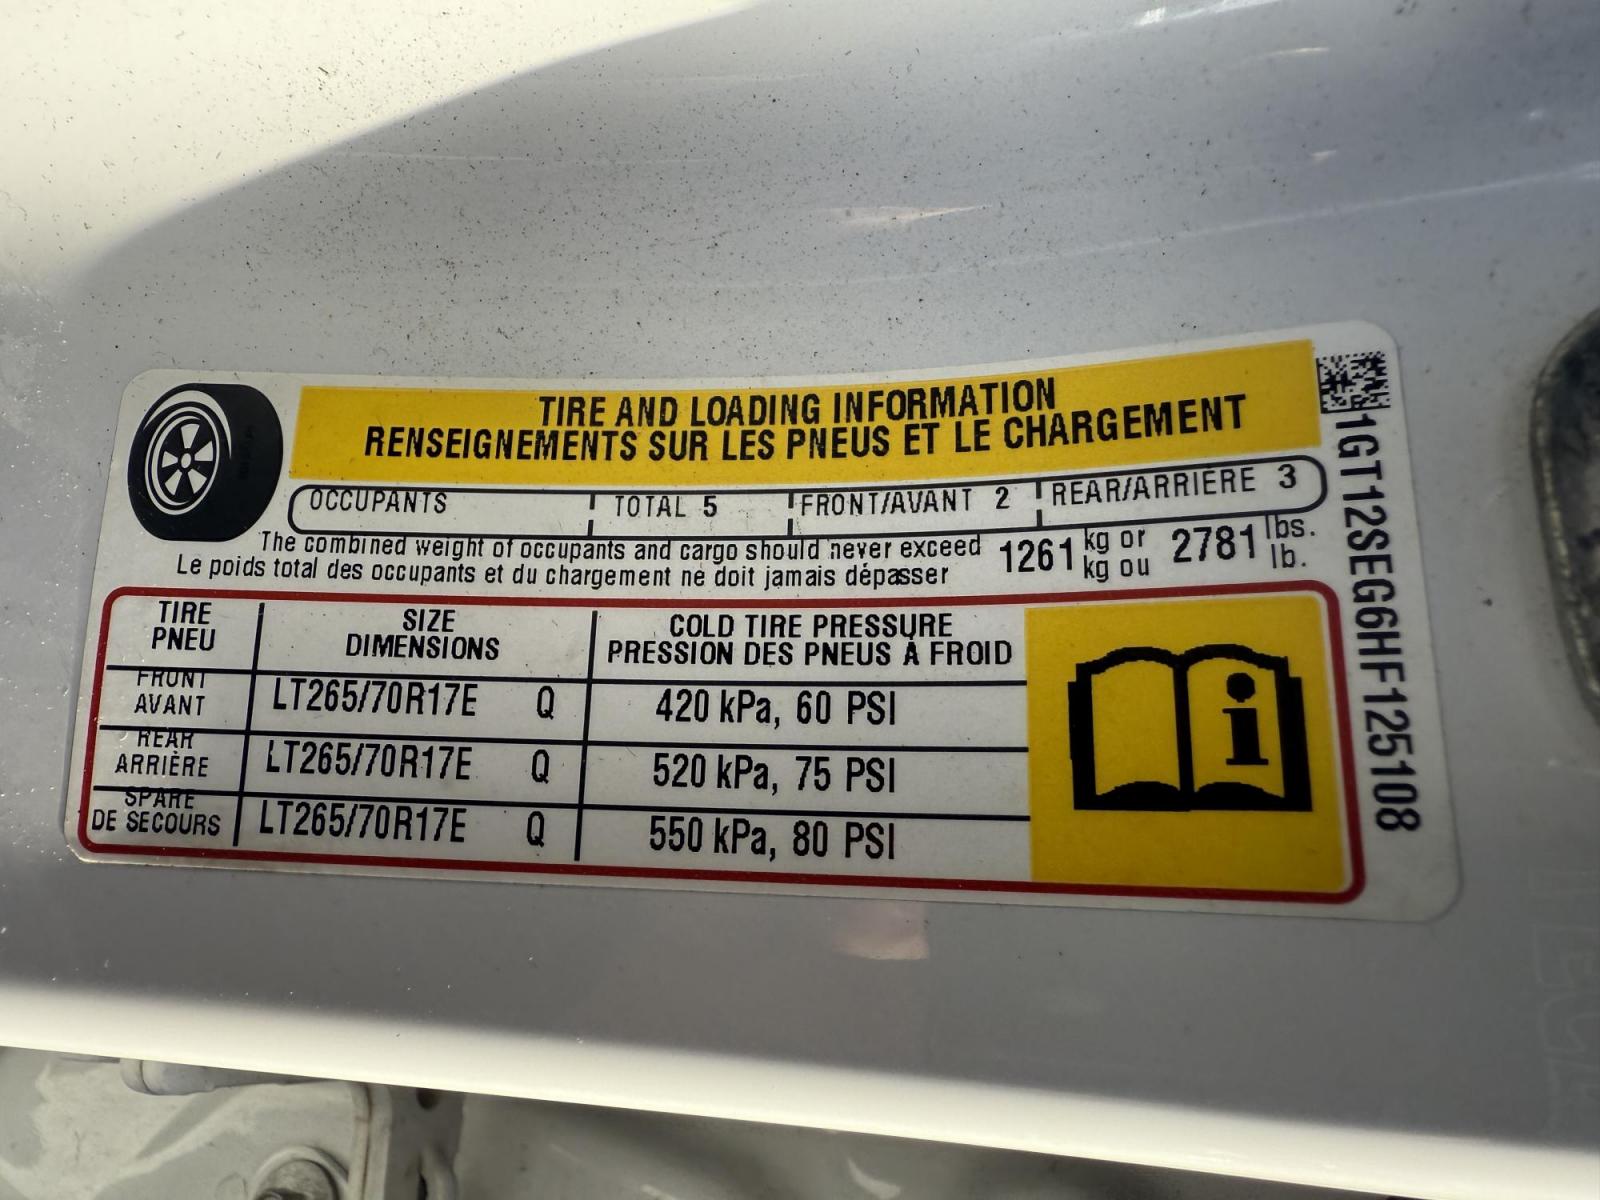 TIRE AND LOADING INFORMATION
RENSEIGNEMENTS SUR LES PNEUS ET LE CHARGEMENT
OCCUPANTS TOTAL 5 FRONT/AVANT 2 REAR/ARRIÈRE 3
The combined weight of occupants and cargo should never exceed 1261 kg or 2781 lbs.
Le poids total des occupants et du chargement ne doit jamais dépasser kg ou lb.
TIRE SIZE COLD TIRE PRESSURE
PNEU DIMENSIONS PRESSION DES PNEUS À FROID
FRONT
AVANT LT265/70R17E Q 420 kPa, 60 PSI
REAR
ARRIÈRE LT265/70R17E Q 520 kPa, 75 PSI
SPARE
DE SECOURS LT265/70R17E Q 550 kPa, 80 PSI
i
1GT12SEG6HF125108